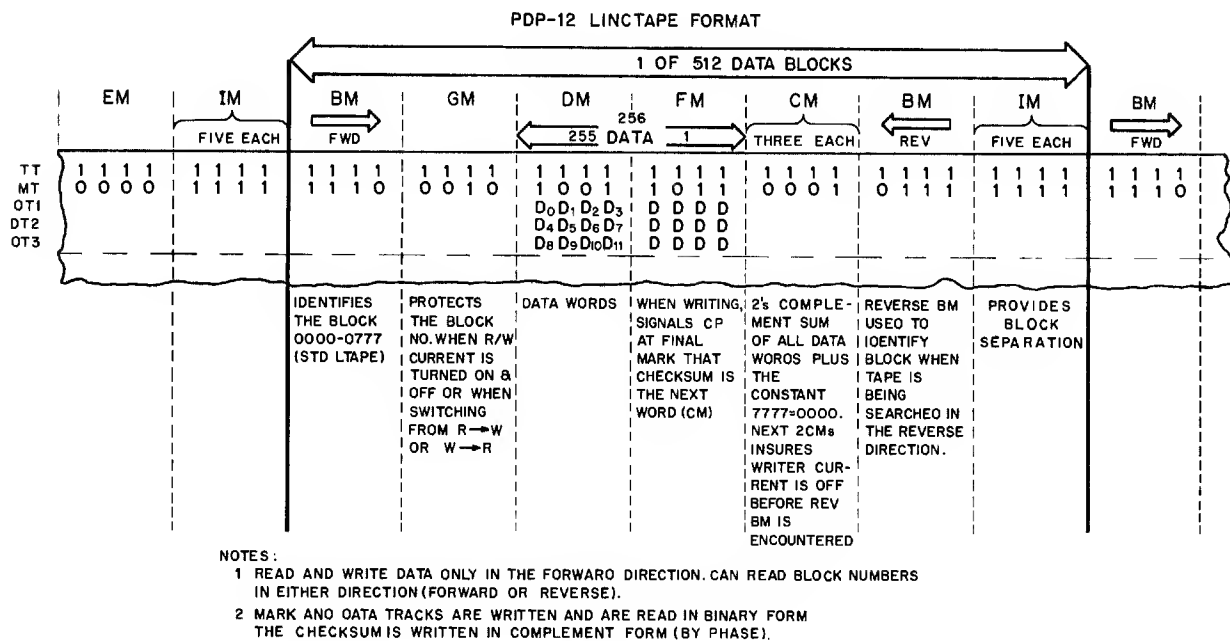 PDP-12 LINCTAPE FORMAT
1 OF 512 DATA BLOCKS
EM IM BM GM DM FM CM BM IM BM
FIVE EACH FWD 256 THREE EACH REV FIVE EACH FWD
255 DATA 1
TT 1 1 1 1 1 1 1 1 1 1 1 1 1 1 1 1 1 1 1 1 1 1 1 1 1 1 1 1 1 1 1 1 1 1 1 1 1 1 1 1
MT 0 0 0 0 1 1 1 1 1 1 1 0 0 0 1 0 1 0 0 1 1 0 1 1 0 0 0 1 0 1 1 1 1 1 1 1 1 1 1 0
OT1 D0 D1 D2 D3 D D D D
DT2 D4 D5 D6 D7 D D D D
OT3 D8 D9 D10 D11 D D D D
IDENTIFIES
THE BLOCK
0000-0777
(STD LTAPE)
PROTECTS
THE BLOCK
NO. WHEN R/W
CURRENT IS
TURNED ON &
OFF OR WHEN
SWITCHING
FROM R→W
OR W→R
DATA WORDS
WHEN WRITING,
SIGNALS CP
AT FINAL
MARK THAT
CHECKSUM IS
THE NEXT
WORD (CM)
2's COMPLE-
MENT SUM
OF ALL DATA
WORDS PLUS
THE
CONSTANT
7777=0000.
NEXT 2CMs
INSURES
WRITER CUR-
RENT IS OFF
BEFORE REV
BM IS
ENCOUNTERED
REVERSE BM
USED TO
IDENTIFY
BLOCK WHEN
TAPE IS
BEING
SEARCHED IN
THE REVERSE
DIRECTION.
PROVIDES
BLOCK
SEPARATION
NOTES:
1 READ AND WRITE DATA ONLY IN THE FORWARO DIRECTION. CAN READ BLOCK NUMBERS
IN EITHER DIRECTION (FORWARD OR REVERSE).
2 MARK ANO OATA TRACKS ARE WRITTEN AND ARE READ IN BINARY FORM
THE CHECKSUM IS WRITTEN IN COMPLEMENT FORM (BY PHASE).